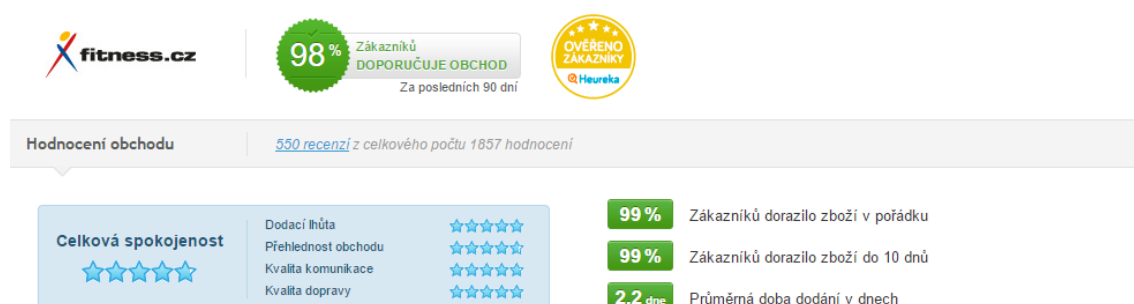 fitness.cz
98 %
Zákazníků
DOPORUČUJE OBCHOD
Za posledních 90 dní
OVĚŘENO
ZÁKAZNÍKY
Heureka
Hodnocení obchodu
550 recenzí z celkového počtu 1857 hodnocení
Celková spokojenost
Dodací lhůta
Přehlednost obchodu
Kvalita komunikace
Kvalita dopravy
99 % Zákazníků dorazilo zboží v pořádku
99 % Zákazníků dorazilo zboží do 10 dnů
2,2 dne Průměrná doba dodání v dnech